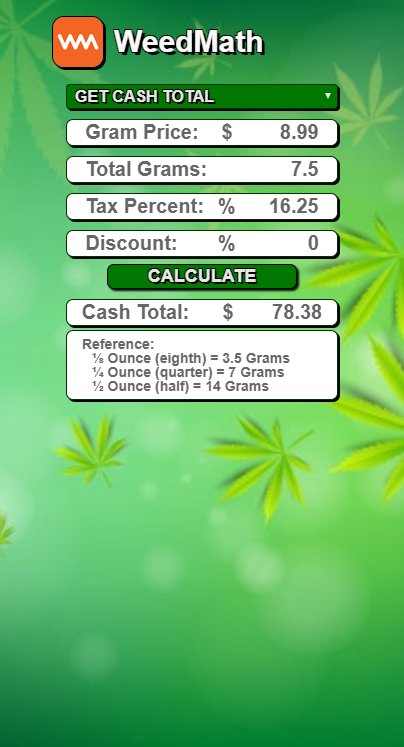 WM WeedMath
GET CASH TOTAL
Gram Price: $ 8.99
Total Grams: 7.5
Tax Percent: % 16.25
Discount: % 0
CALCULATE
Cash Total: $ 78.38
Reference:
⅛ Ounce (eighth) = 3.5 Grams
¼ Ounce (quarter) = 7 Grams
½ Ounce (half) = 14 Grams